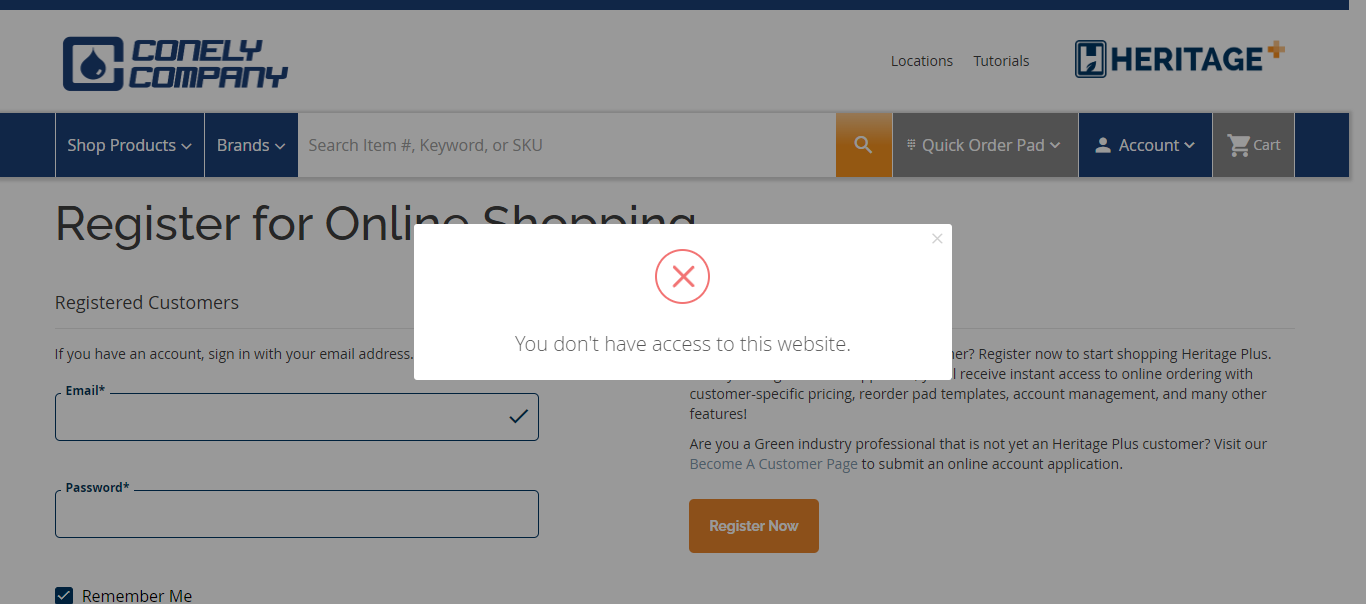 CONELY
COMPANY
Locations
Tutorials
HERITAGE+
Shop Products
Brands
Search Item #, Keyword, or SKU
Quick Order Pad
Account
Cart
Register for Online Shopping
You don't have access to this website.
Registered Customers
If you have an account, sign in with your email address.
Email*
Password*
Remember Me
? Register now to start shopping Heritage Plus.
receive instant access to online ordering with
customer-specific pricing, reorder pad templates, account management, and many other
features!
Are you a Green industry professional that is not yet an Heritage Plus customer? Visit our
Become A Customer Page to submit an online account application.
Register Now